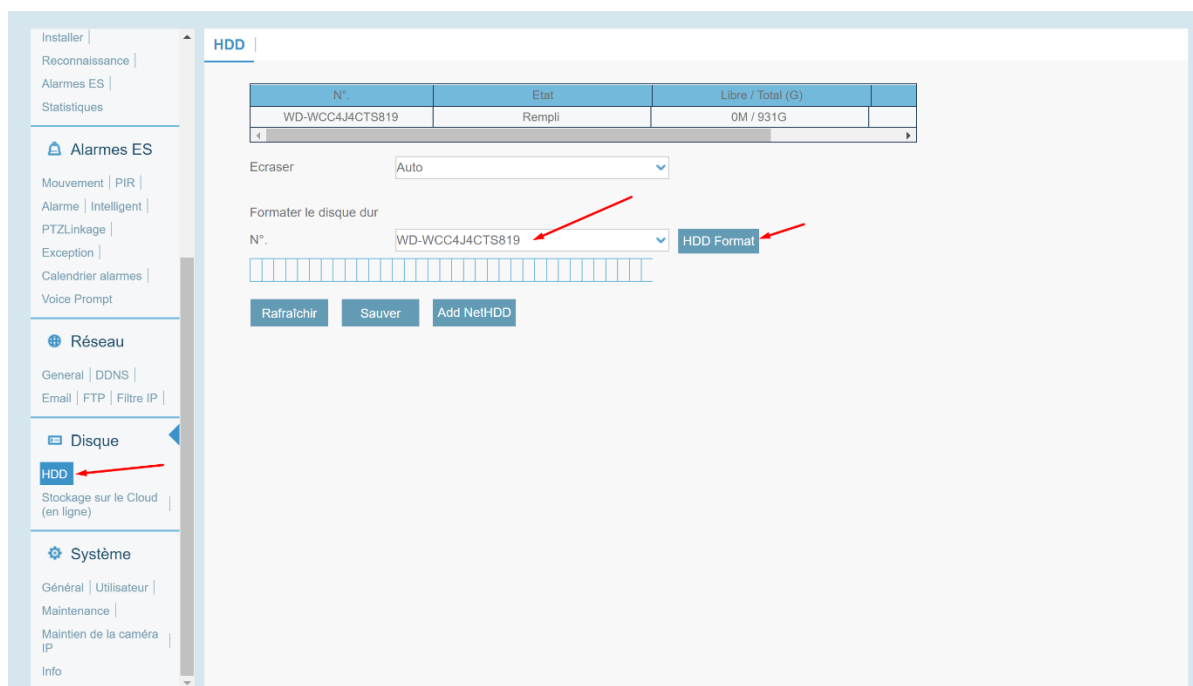 Installer
Reconnaissance
Alarmes ES
Statistiques
Alarmes ES
Mouvement | PIR
Alarme | Intelligent
PTZLinkage
Exception
Calendrier alarmes
Voice Prompt
Réseau
General | DDNS
Email | FTP | Filtre IP
Disque
HDD
Stockage sur le Cloud
(en ligne)
Système
Général | Utilisateur
Maintenance
Maintien de la caméra
IP
Info
HDD
N°. Etat Libre / Total (G)
WD-WCC4J4CTS819 Rempli 0M / 931G
Ecraser Auto
Formater le disque dur
N°. WD-WCC4J4CTS819 HDD Format
Rafraîchir Sauver Add NetHDD